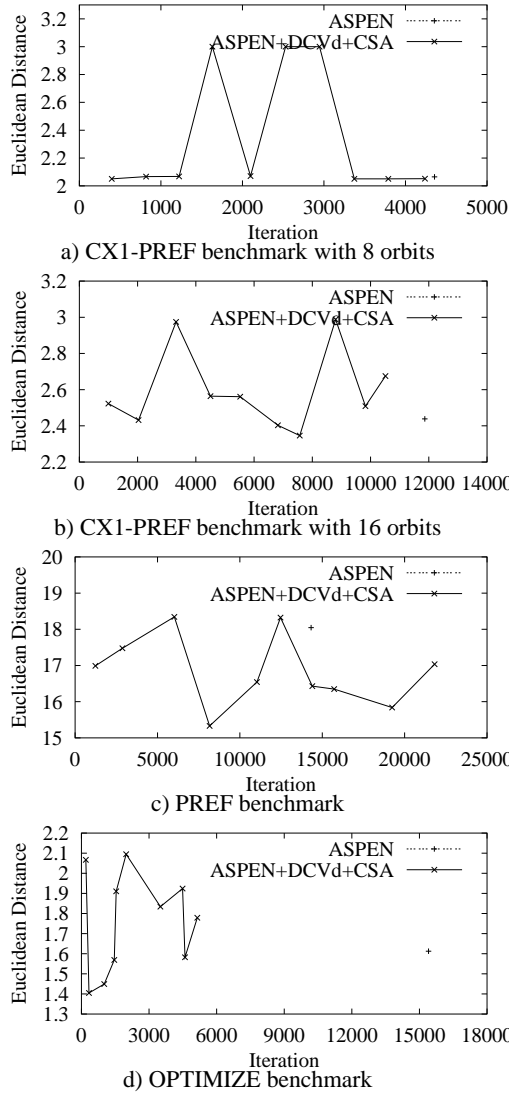 3.2
3
2.8
2.6
2.4
2.2
2
Euclidean Distance
ASPEN
ASPEN+DCVd+CSA
0 1000 2000 3000 4000 5000
Iteration
a) CX1-PREF benchmark with 8 orbits
3.2
3
2.8
2.6
2.4
2.2
Euclidean Distance
ASPEN
ASPEN+DCVd+CSA
0 2000 4000 6000 8000 10000 12000 14000
Iteration
b) CX1-PREF benchmark with 16 orbits
20
19
18
17
16
15
Euclidean Distance
ASPEN
ASPEN+DCVd+CSA
0 5000 10000 15000 20000 25000
Iteration
c) PREF benchmark
2.2
2.1
2
1.9
1.8
1.7
1.6
1.5
1.4
1.3
Euclidean Distance
ASPEN
ASPEN+DCVd+CSA
0 3000 6000 9000 12000 15000 18000
Iteration
d) OPTIMIZE benchmark